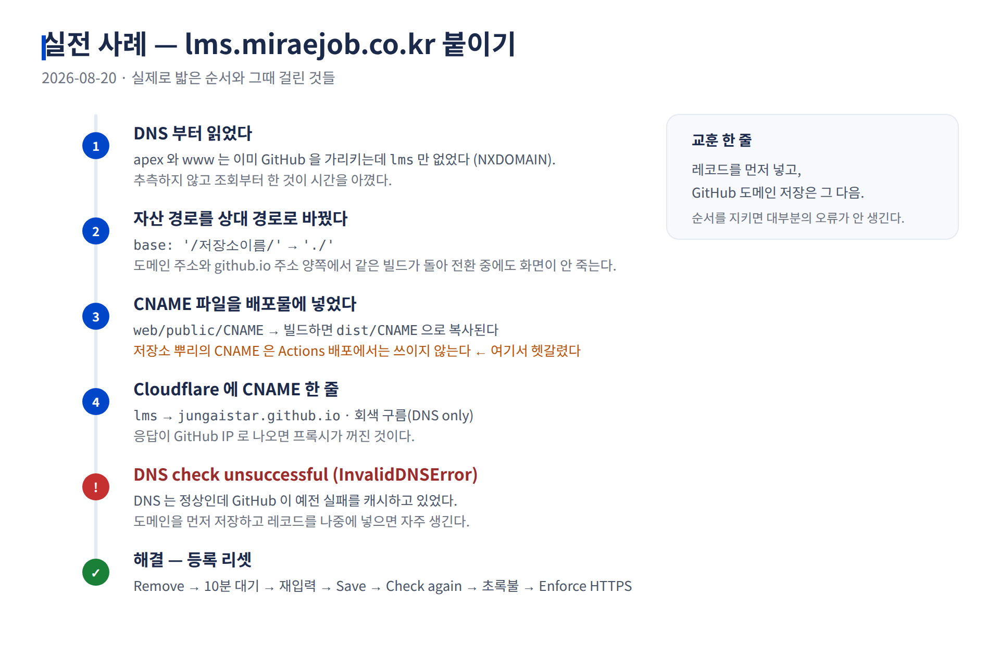 실전 사례 — lms.miraejob.co.kr 붙이기
2026-08-20 · 실제로 밟은 순서와 그때 걸린 것들
1
DNS 부터 읽었다
apex 와 www 는 이미 GitHub 을 가리키는데 lms 만 없었다 (NXDOMAIN).
추측하지 않고 조회부터 한 것이 시간을 아꼈다.
2
자산 경로를 상대 경로로 바꿨다
base: '/저장소이름/' → './'
도메인 주소와 github.io 주소 양쪽에서 같은 빌드가 돌아 전환 중에도 화면이 안 죽는다.
3
CNAME 파일을 배포물에 넣었다
web/public/CNAME → 빌드하면 dist/CNAME 으로 복사된다
저장소 뿌리의 CNAME 은 Actions 배포에서는 쓰이지 않는다 ← 여기서 헷갈렸다
4
Cloudflare 에 CNAME 한 줄
lms → jungaistar.github.io · 회색 구름(DNS only)
응답이 GitHub IP 로 나오면 프록시가 꺼진 것이다.
!
DNS check unsuccessful (InvalidDNSError)
DNS 는 정상인데 GitHub 이 예전 실패를 캐시하고 있었다.
도메인을 먼저 저장하고 레코드를 나중에 넣으면 자주 생긴다.
✓
해결 — 등록 리셋
Remove → 10분 대기 → 재입력 → Save → Check again → 초록불 → Enforce HTTPS
교훈 한 줄
레코드를 먼저 넣고,
GitHub 도메인 저장은 그 다음.
순서를 지키면 대부분의 오류가 안 생긴다.